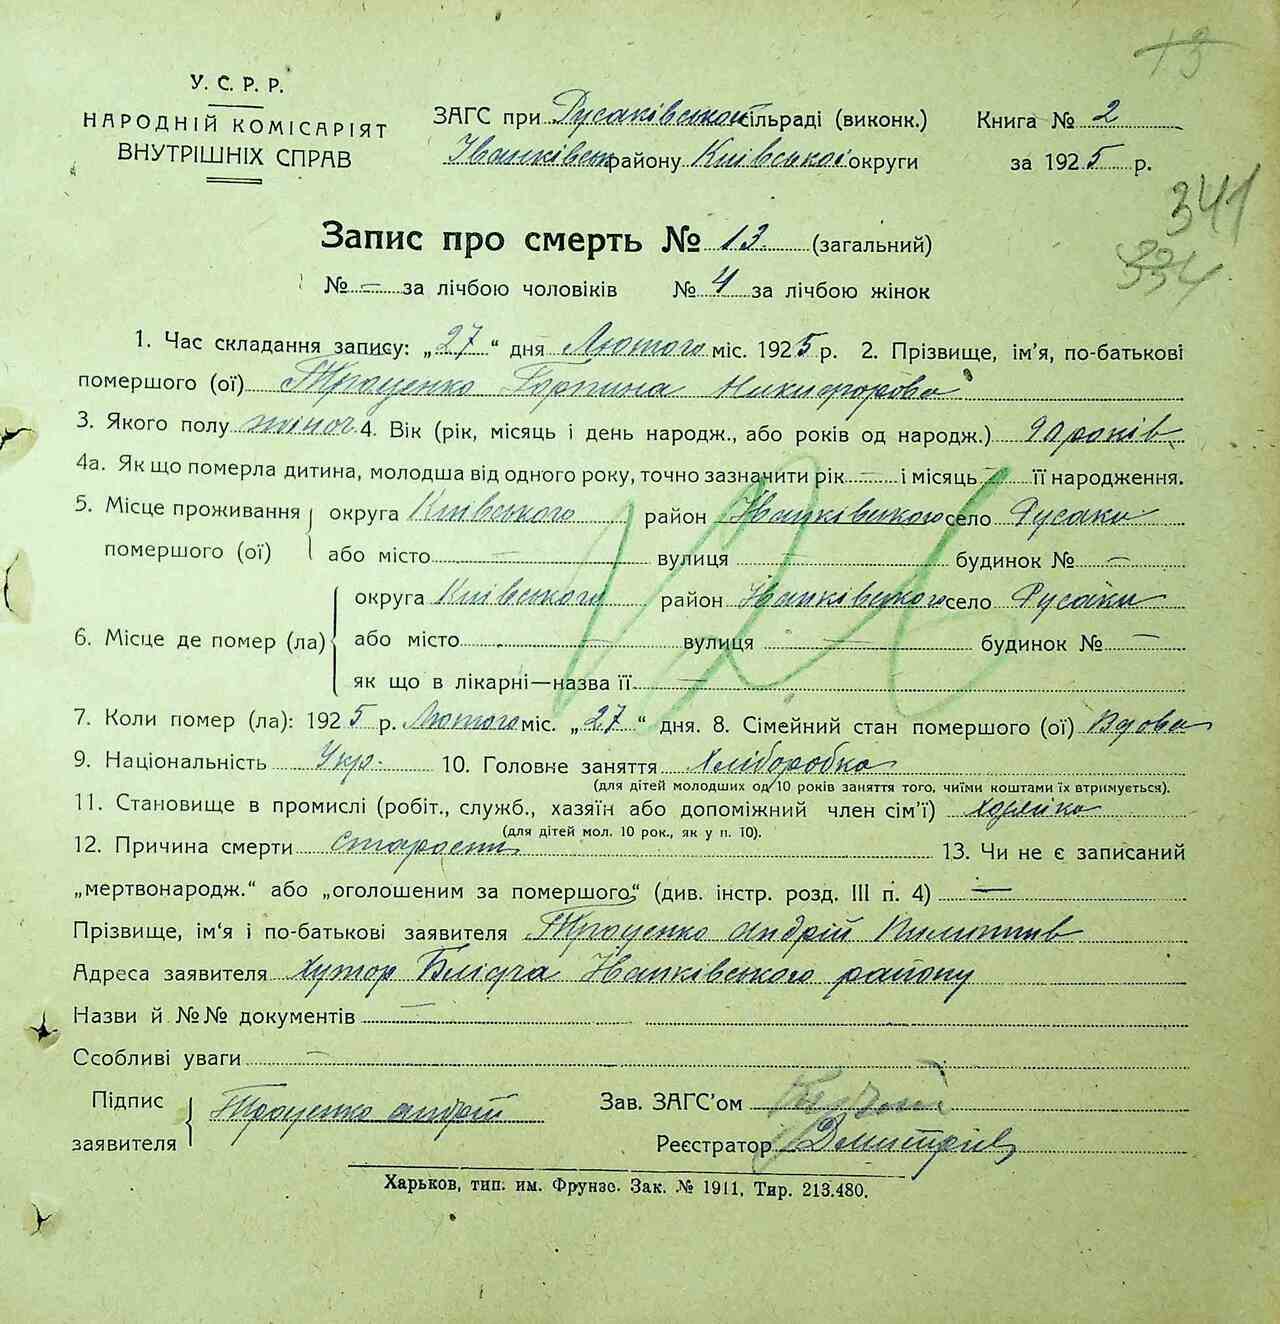 13
У. С. Р. Р.
НАРОДНІЙ КОМІСАРІЯТ
ВНУТРІШНІХ СПРАВ
ЗАГС при Русаківської сільраді (виконк.)
Іванківськ району Київської округи
Книга № 2
за 1925 р.
341
334
Запис про смерть № 13 (загальний)
№ — за лічбою чоловіків № 4 за лічбою жінок
1. Час складання запису: „27“ дня Лютого міс. 1925 р. 2. Прізвище, ім'я, по-батькові
помершого (ої) Троценко Горпина Никифорова
3. Якого полу жіноч. 4. Вік (рік, місяць і день народж., або років од народж.) 90 років
4а. Як що померла дитина, молодша від одного року, точно зазначити рік — і місяць — її народження.
5. Місце проживання помершого (ої) округа Київського район Іванківського село Русаки
або місто — вулиця — будинок № —
6. Місце де помер (ла) округа Київського район Іванківського село Русаки
або місто — вулиця — будинок № —
як що в лікарні—назва її —
126
7. Коли помер (ла): 1925 р. Лютого міс. „27“ дня. 8. Сімейний стан помершого (ої) Вдова
9. Національність Укр. 10. Головне заняття Хліборобка
(для дітей молодших од 10 років заняття того, чиїми коштами їх втримується).
11. Становище в промислі (робіт., служб., хазяїн або допоміжний член сім'ї) Хозяйка
(для дітей мол. 10 рок., як у п. 10).
12. Причина смерти старости 13. Чи не є записаний
„мертвонародж.“ або „оголошеним за помершого“ (див. інстр. розд. III п. 4) —
Прізвище, ім'я і по-батькові заявителя Троценко Андрій Пилипів
Адреса заявителя Хутор Блідча Іванківського району
Назви й №№ документів —
Особливі уваги —
Підпис заявителя Троценко Андрій
Зав. ЗАГС'ом
Реєстратор Дмитрієв
Харьков, тип. им. Фрунзе. Зак. № 1911, Тир. 213.480.